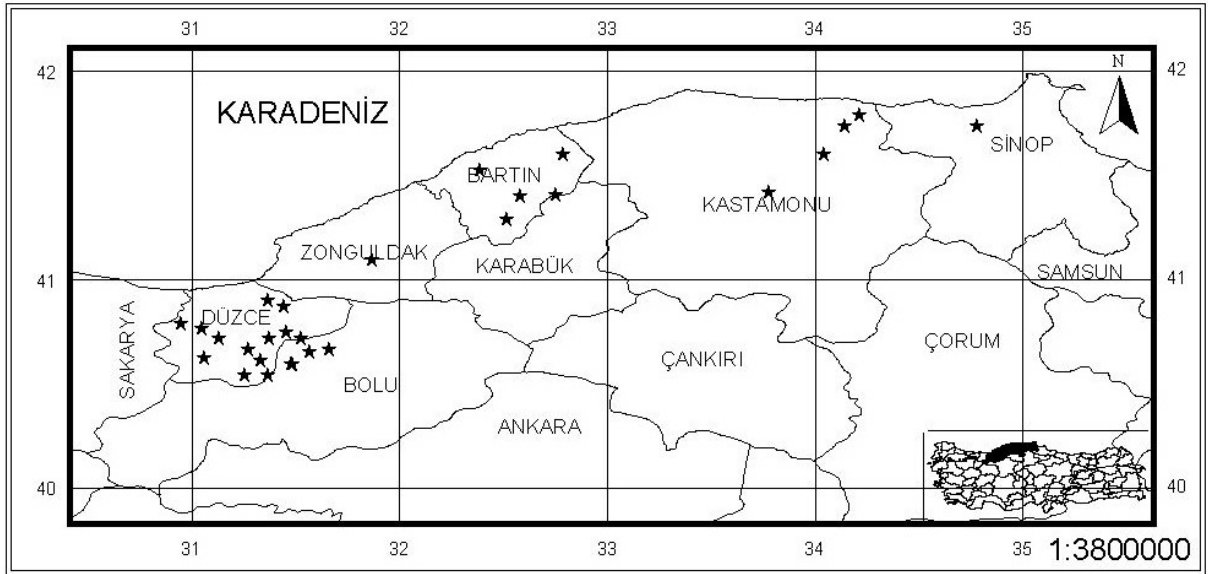 31 32 33 34 35
42 42
N
KARADENİZ
SİNOP
BARTIN
KASTAMONU
ZONGULDAK
KARABÜK
SAMSUN
41 41
DÜZCE
SAKARYA
ÇORUM
ÇANKIRI
BOLU
ANKARA
40 40
31 32 33 34 35 1:3800000